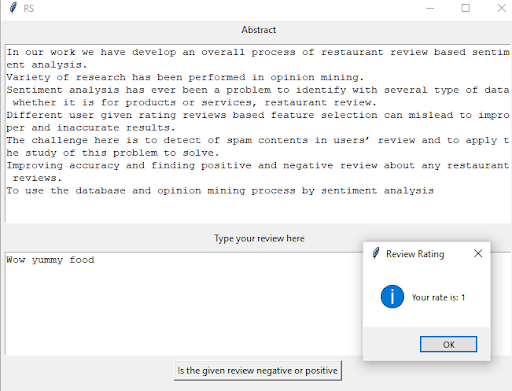 RS
Abstract
In our work we have develop an overall process of restaurant review based sentim
ent analysis.
Variety of research has been performed in opinion mining.
Sentiment analysis has ever been a problem to identify with several type of data
 whether it is for products or services, restaurant review.
Different user given rating reviews based feature selection can mislead to impro
per and inaccurate results.
The challenge here is to detect of spam contents in users’ review and to apply t
he study of this problem to solve.
Improving accuracy and finding positive and negative review about any restaurant
 reviews.
To use the database and opinion mining process by sentiment analysis
Type your review here
Wow yummy food
Review Rating
Your rate is: 1
OK
Is the given review negative or positive